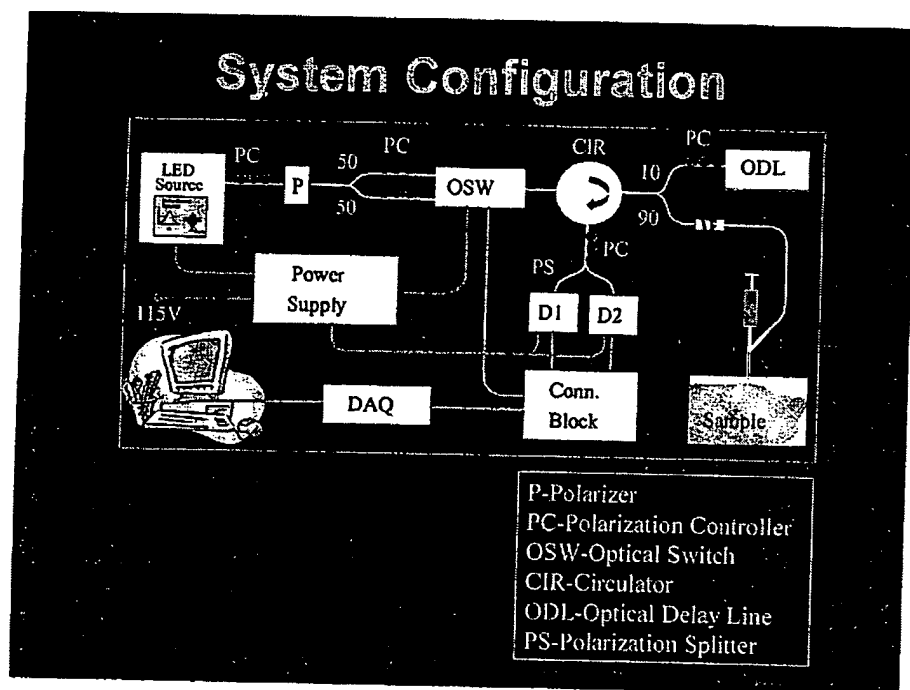 System Configuration
LED
Source
PC
P
50
50
PC
OSW
CIR
10
90
PC
ODL
PS
PC
D1
D2
Power
Supply
115V
DAQ
Conn.
Block
Sample
P-Polarizer
PC-Polarization Controller
OSW-Optical Switch
CIR-Circulator
ODL-Optical Delay Line
PS-Polarization Splitter